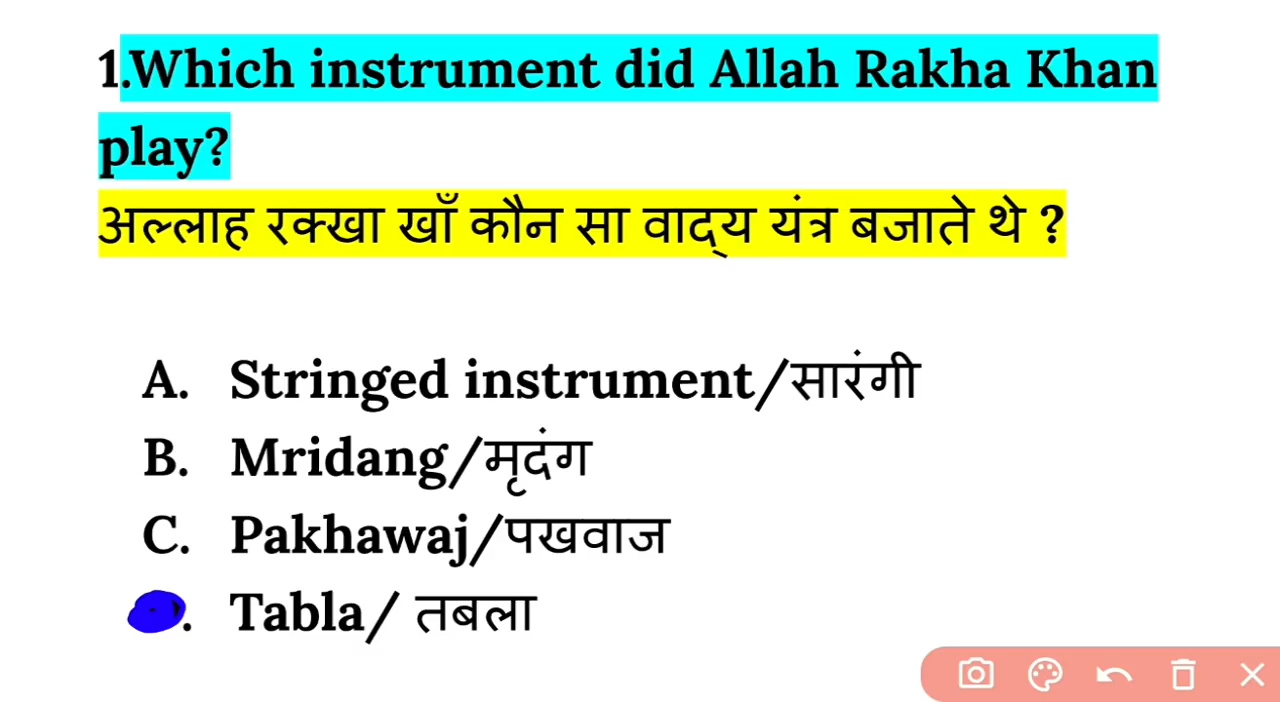 1.Which instrument did Allah Rakha Khan
play?
अल्लाह रक्खा खाँ कौन सा वाद्य यंत्र बजाते थे ?
A. Stringed instrument/सारंगी
B. Mridang/मृदंग
C. Pakhawaj/पखवाज
. Tabla/ तबला